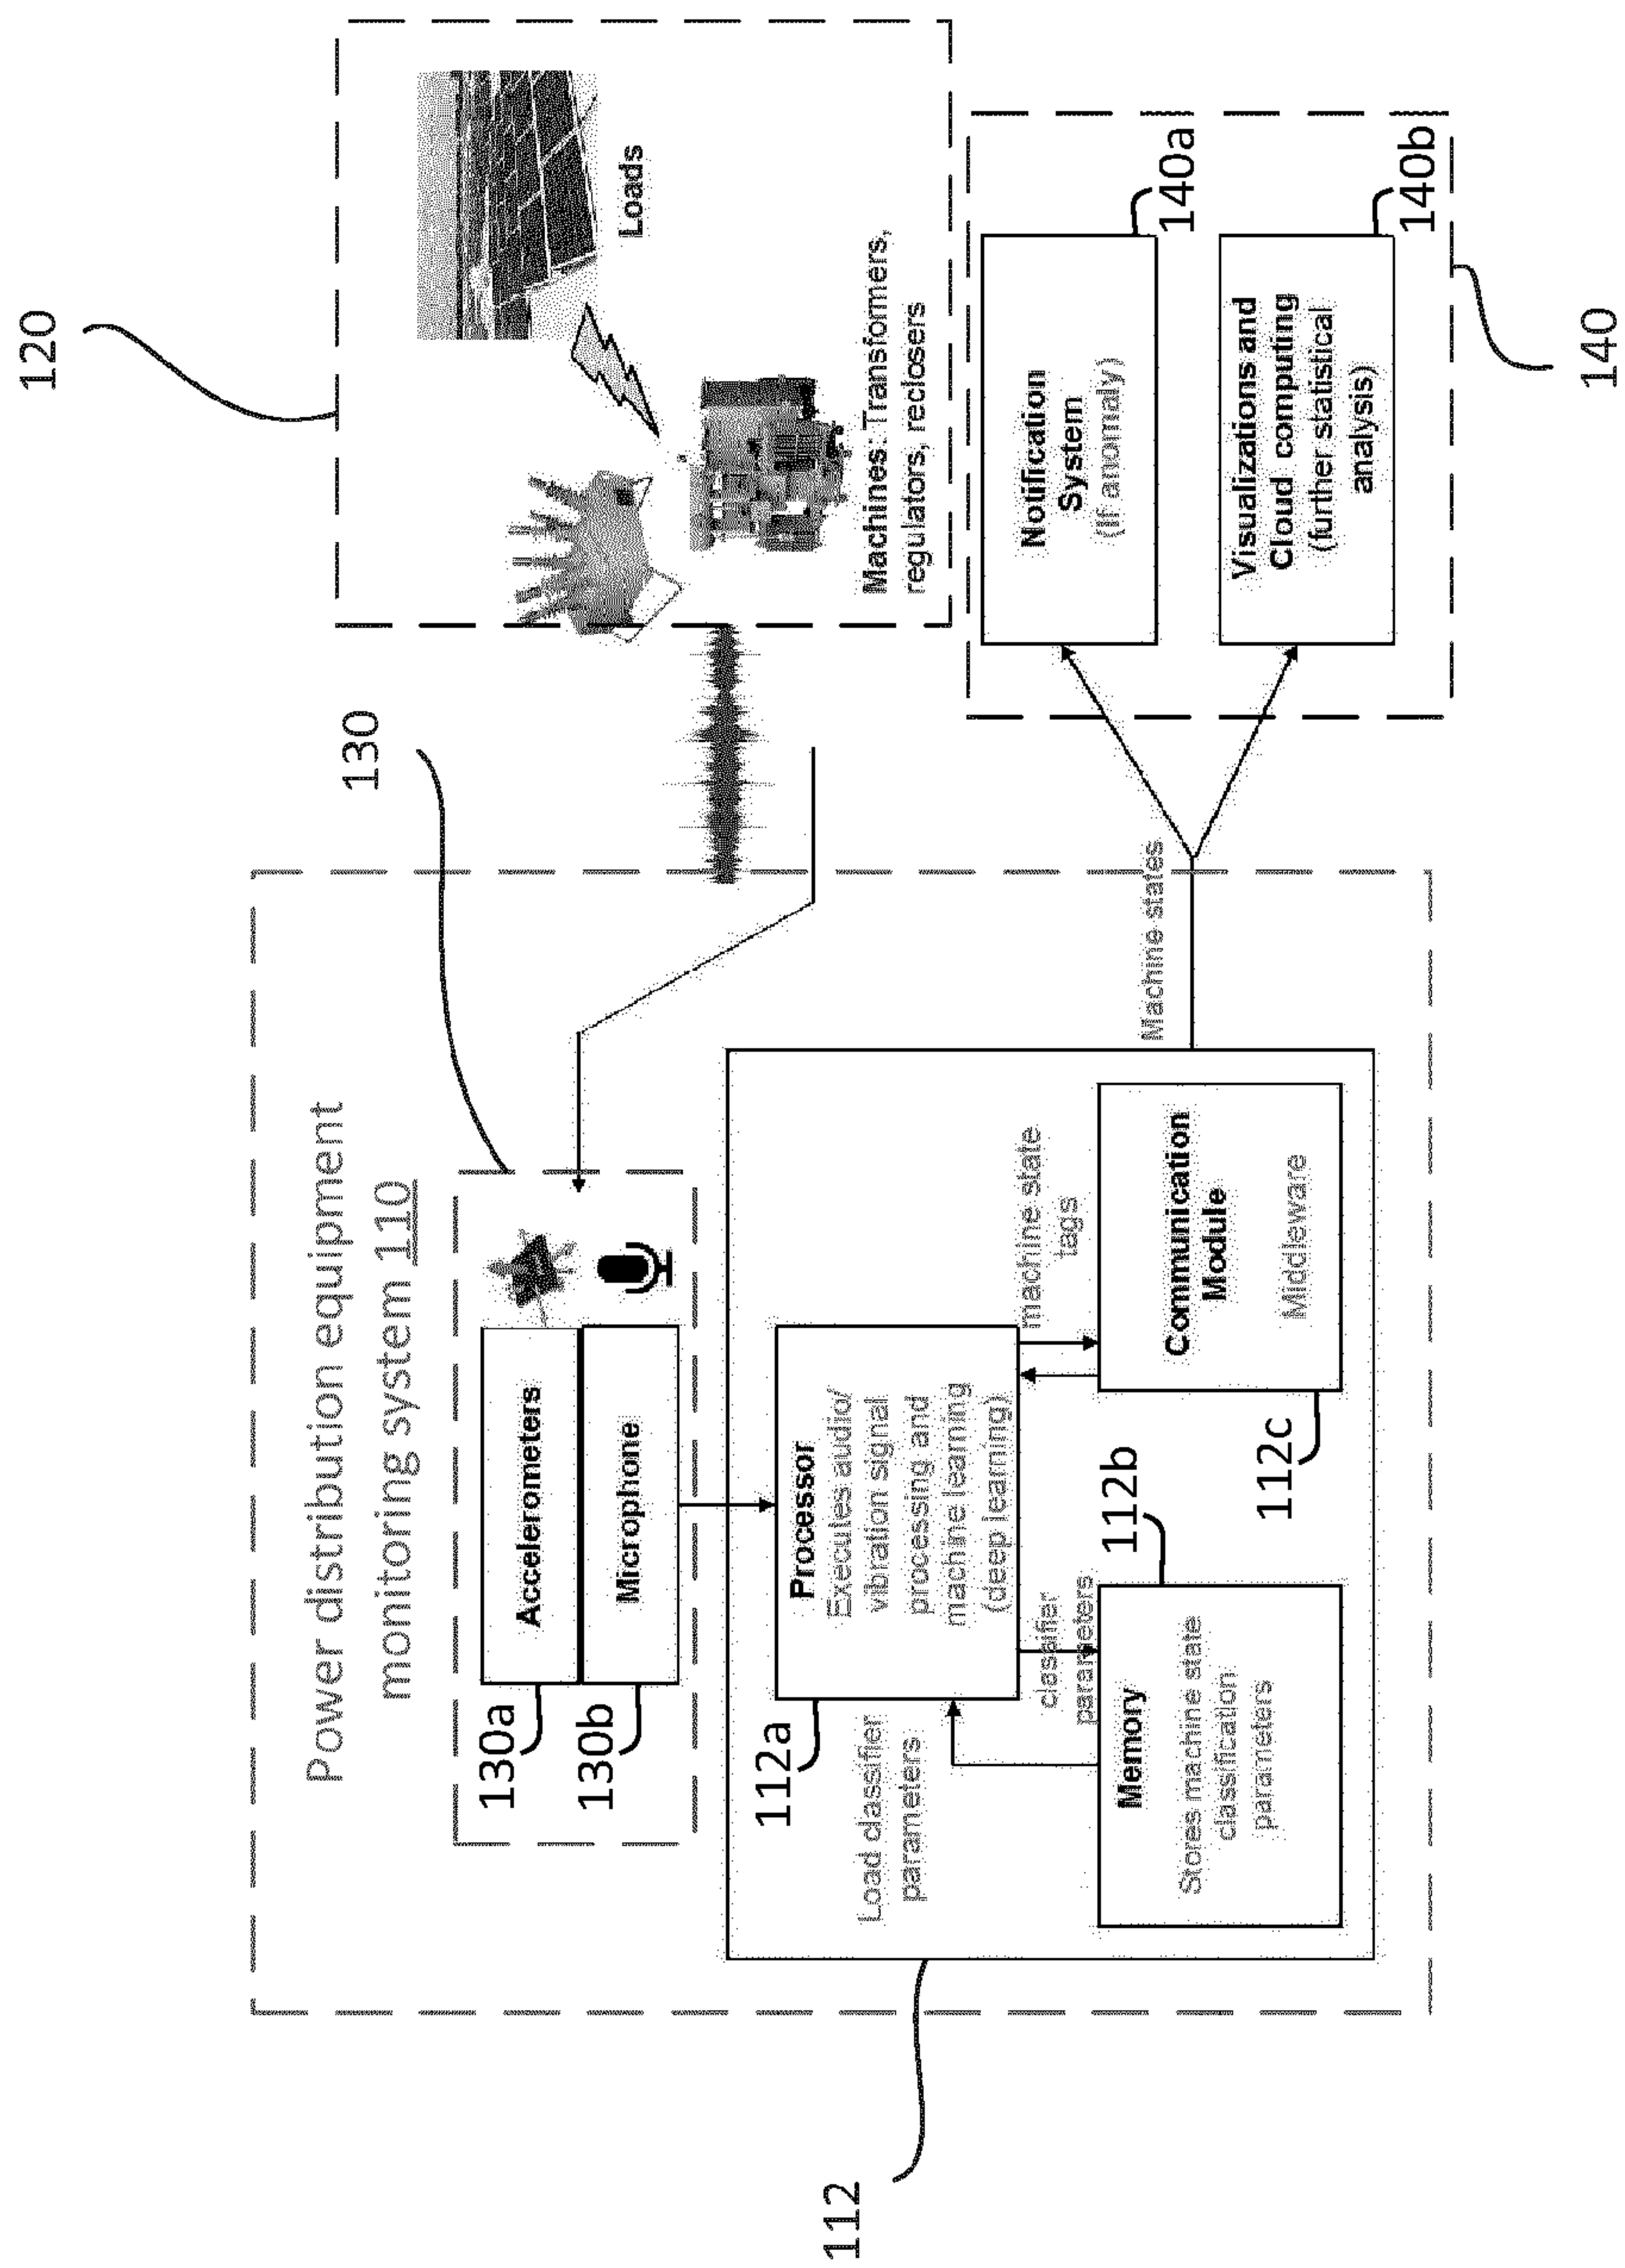 Power distribution equipment
monitoring system 110
130
120
130a
Accelerometers
130b
Microphone
Loads
Machines: Transformers,
regulators, reclosers
112
112a
Processor
Executes audio/
vibration signal
processing and
machine learning
(deep learning)
Load classifier
parameters
classifier
parameters
machine state
tags
112b
Memory
Stores machine state
classification
parameters
112c
Communication
Module
Middleware
Machine states
Notification
System
(If anomaly)
140a
Visualizations and
Cloud computing
(further statistical
analysis)
140b
140